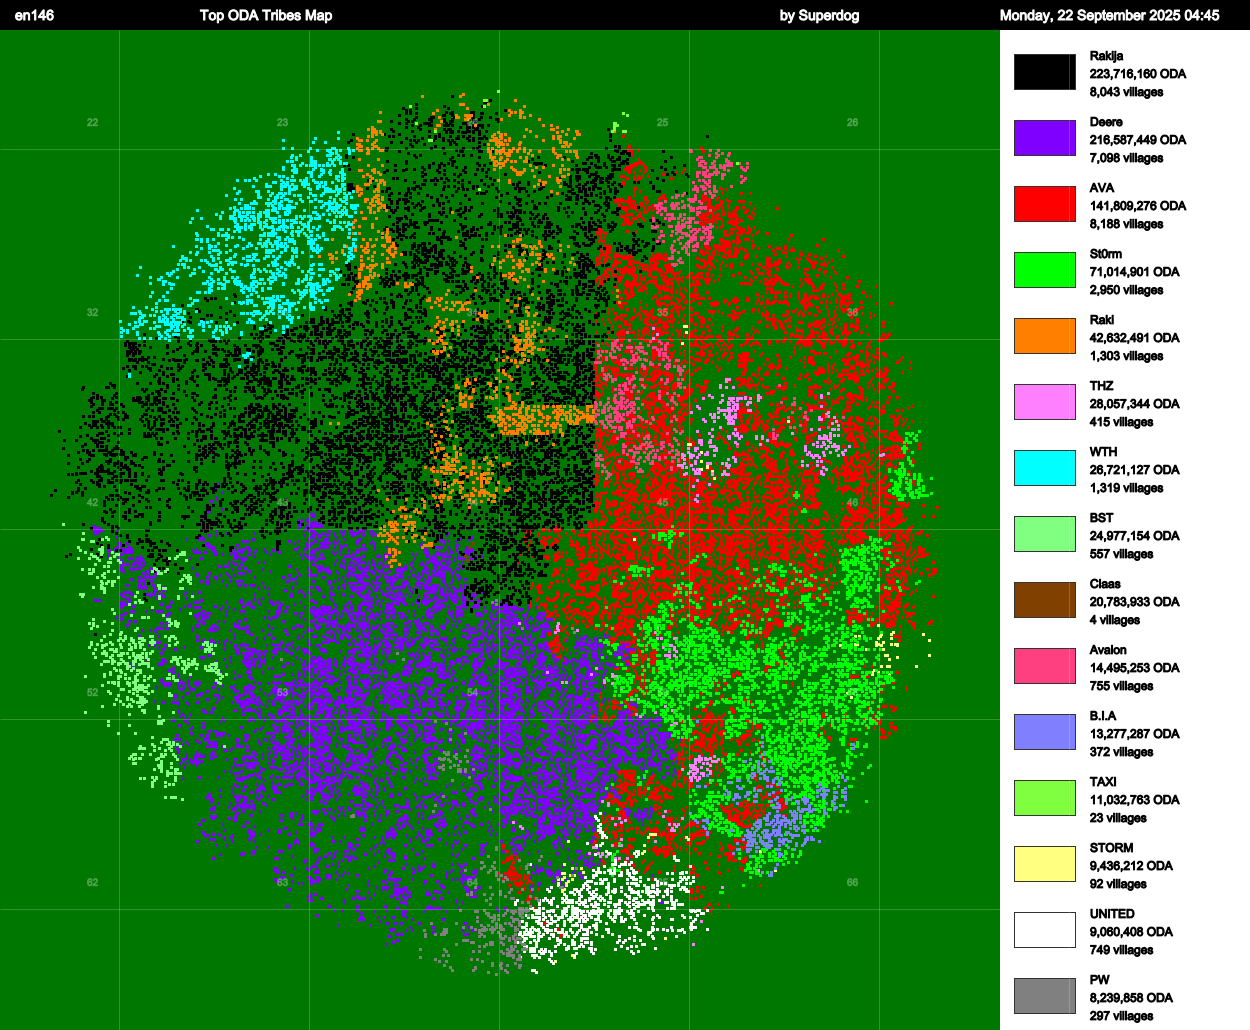 en146 Top ODA Tribes Map by Superdog Monday, 22 September 2025 04:45
22 23 25 26
32 35 36
42 43 45 46
52 53 54
62 63 64 66
Rakija
223,716,160 ODA
8,043 villages
Deere
216,587,449 ODA
7,098 villages
AVA
141,809,276 ODA
8,188 villages
St0rm
71,014,901 ODA
2,950 villages
Raki
42,632,491 ODA
1,303 villages
THZ
28,057,344 ODA
415 villages
WTH
26,721,127 ODA
1,319 villages
BST
24,977,154 ODA
557 villages
Claas
20,783,933 ODA
4 villages
Avalon
14,495,253 ODA
755 villages
B.I.A
13,277,287 ODA
372 villages
TAXI
11,032,763 ODA
23 villages
STORM
9,436,212 ODA
92 villages
UNITED
9,060,408 ODA
749 villages
PW
8,239,858 ODA
297 villages